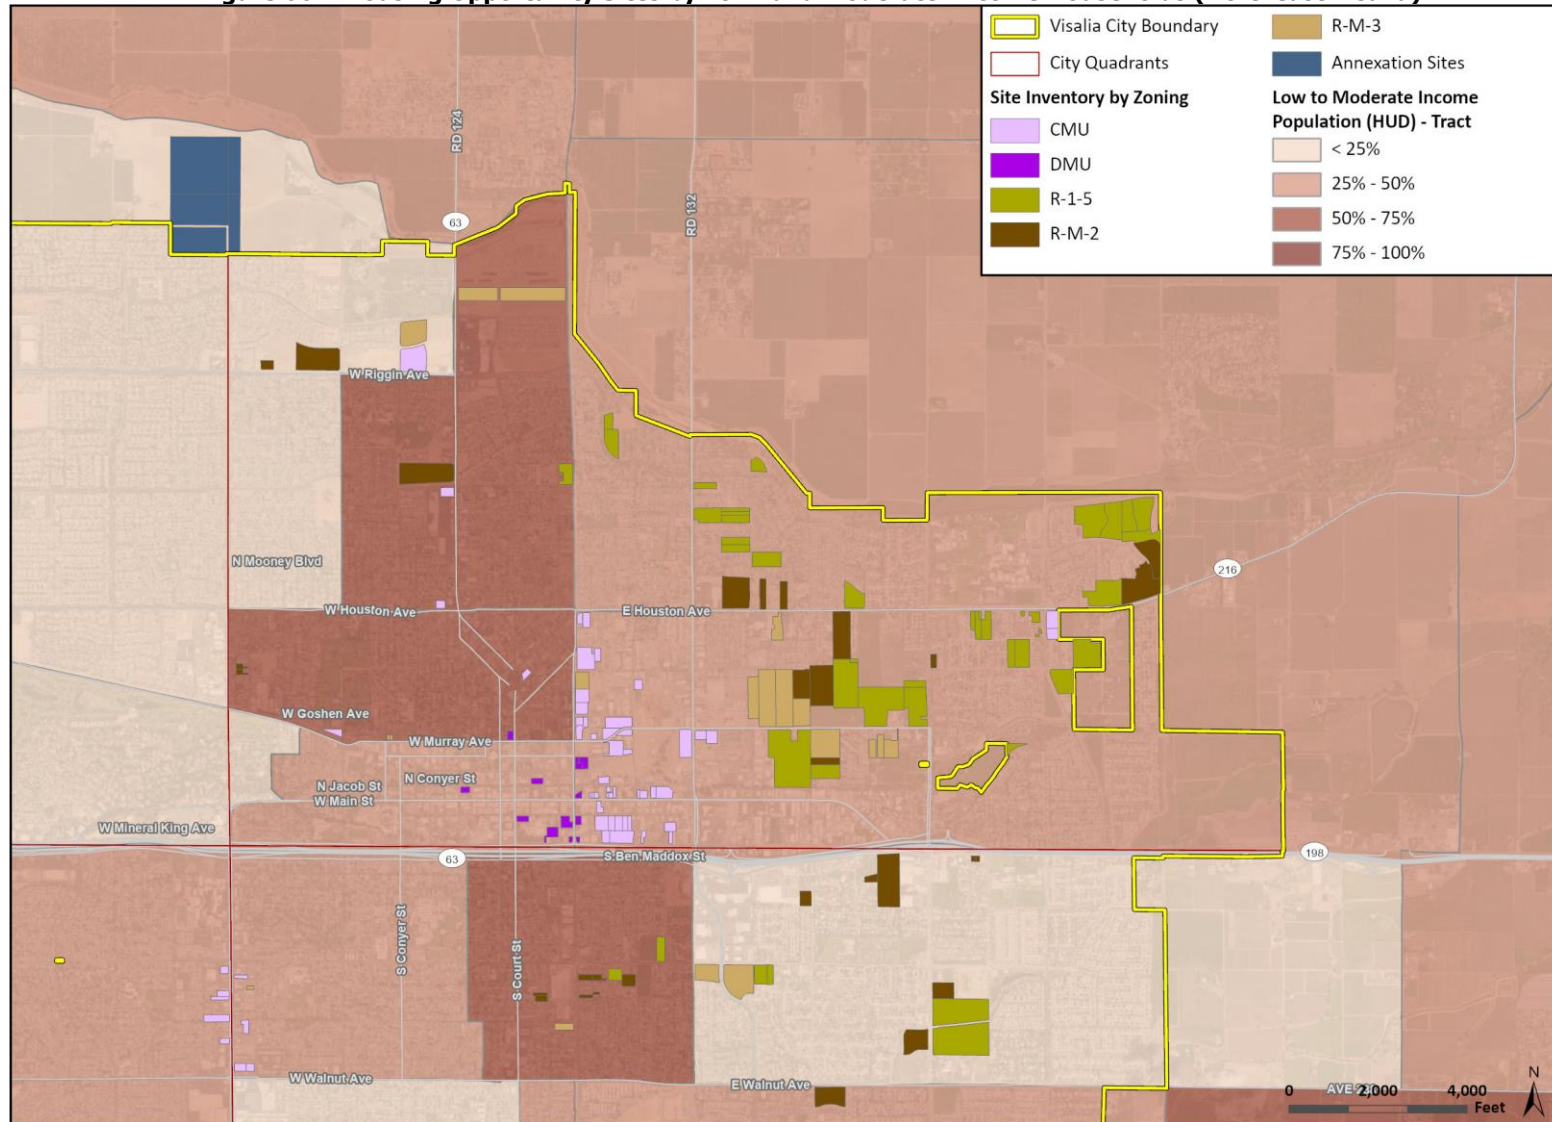 Visalia City Boundary
City Quadrants
Site Inventory by Zoning
CMU
DMU
R-1-5
R-M-2
R-M-3
Annexation Sites
Low to Moderate Income
Population (HUD) - Tract
< 25%
25% - 50%
50% - 75%
75% - 100%
RD 124
RD 132
63
W Riggin Ave
N Mooney Blvd
216
W Houston Ave
E Houston Ave
W Goshen Ave
W Murray Ave
N Jacob St
N Conyer St
W Main St
W Mineral King Ave
63
S Ben Maddox St
198
S Conyer St
S Court St
W Walnut Ave
E Walnut Ave
N
0
2,000
4,000
Feet